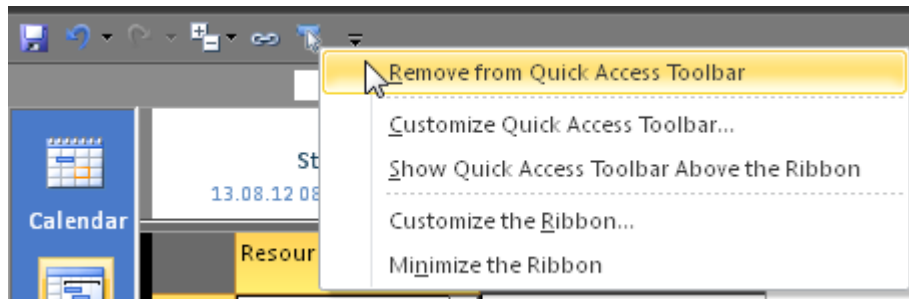 Remove from Quick Access Toolbar
Customize Quick Access Toolbar...
Show Quick Access Toolbar Above the Ribbon
Customize the Ribbon...
Minimize the Ribbon
St
13.08.12 08
Calendar
Resour